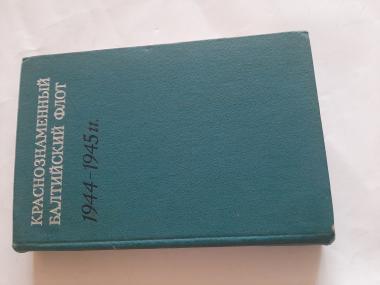 КРАСНОЗНАМЕННЫЙ
БАЛТИЙСКИЙ ФЛОТ
1944–1945 гг.